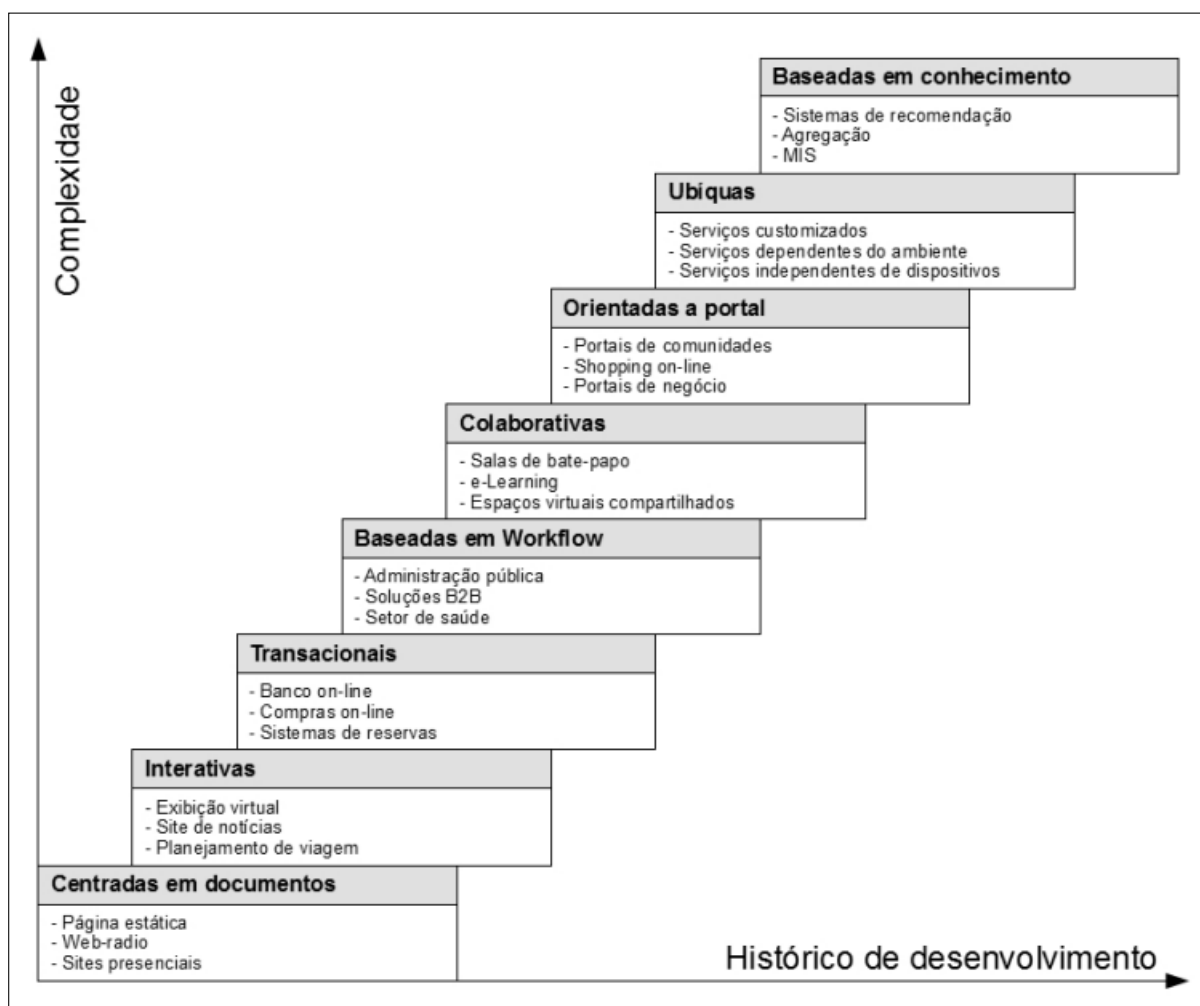 Complexidade
Baseadas em conhecimento
- Sistemas de recomendação
- Agregação
- MIS
Ubíquas
- Serviços customizados
- Serviços dependentes do ambiente
- Serviços independentes de dispositivos
Orientadas a portal
- Portais de comunidades
- Shopping on-line
- Portais de negócio
Colaborativas
- Salas de bate-papo
- e-Learning
- Espaços virtuais compartilhados
Baseadas em Workflow
- Administração pública
- Soluções B2B
- Setor de saúde
Transacionais
- Banco on-line
- Compras on-line
- Sistemas de reservas
Interativas
- Exibição virtual
- Site de notícias
- Planejamento de viagem
Centradas em documentos
- Página estática
- Web-radio
- Sites presenciais
Histórico de desenvolvimento